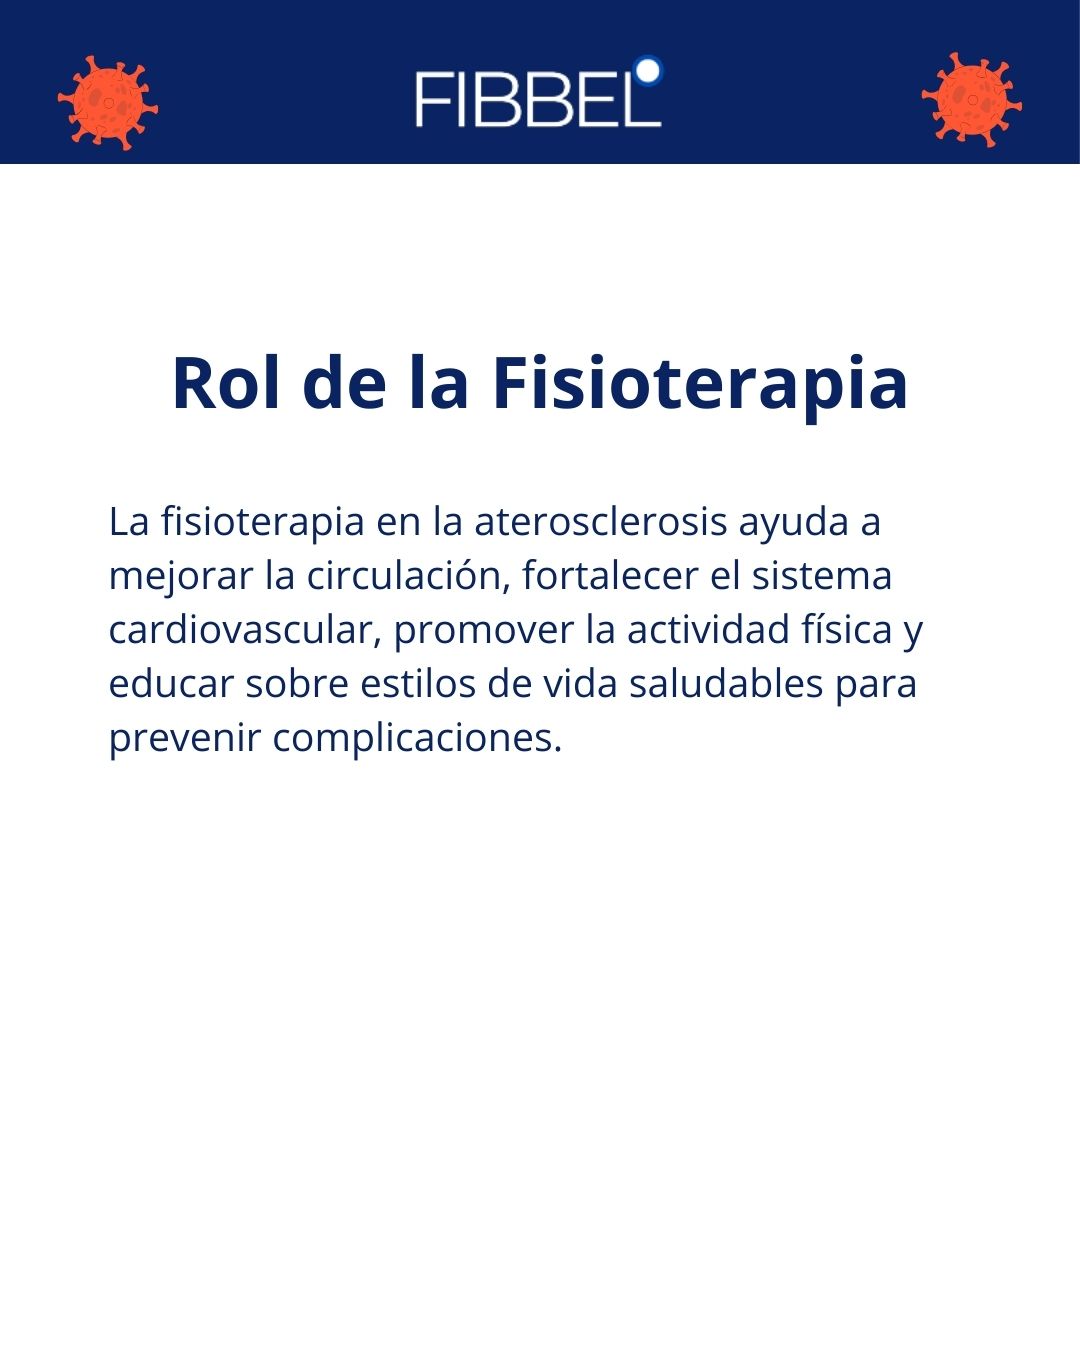 FIBBEL
Rol de la Fisioterapia
La fisioterapia en la aterosclerosis ayuda a
mejorar la circulación, fortalecer el sistema
cardiovascular, promover la actividad física y
educar sobre estilos de vida saludables para
prevenir complicaciones.